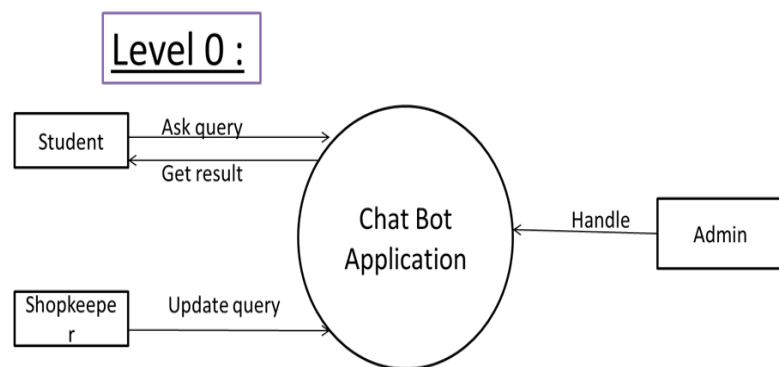 Level 0 :
Student
Ask query
Get result
Chat Bot
Application
Handle
Admin
Shopkeepe
r
Update query